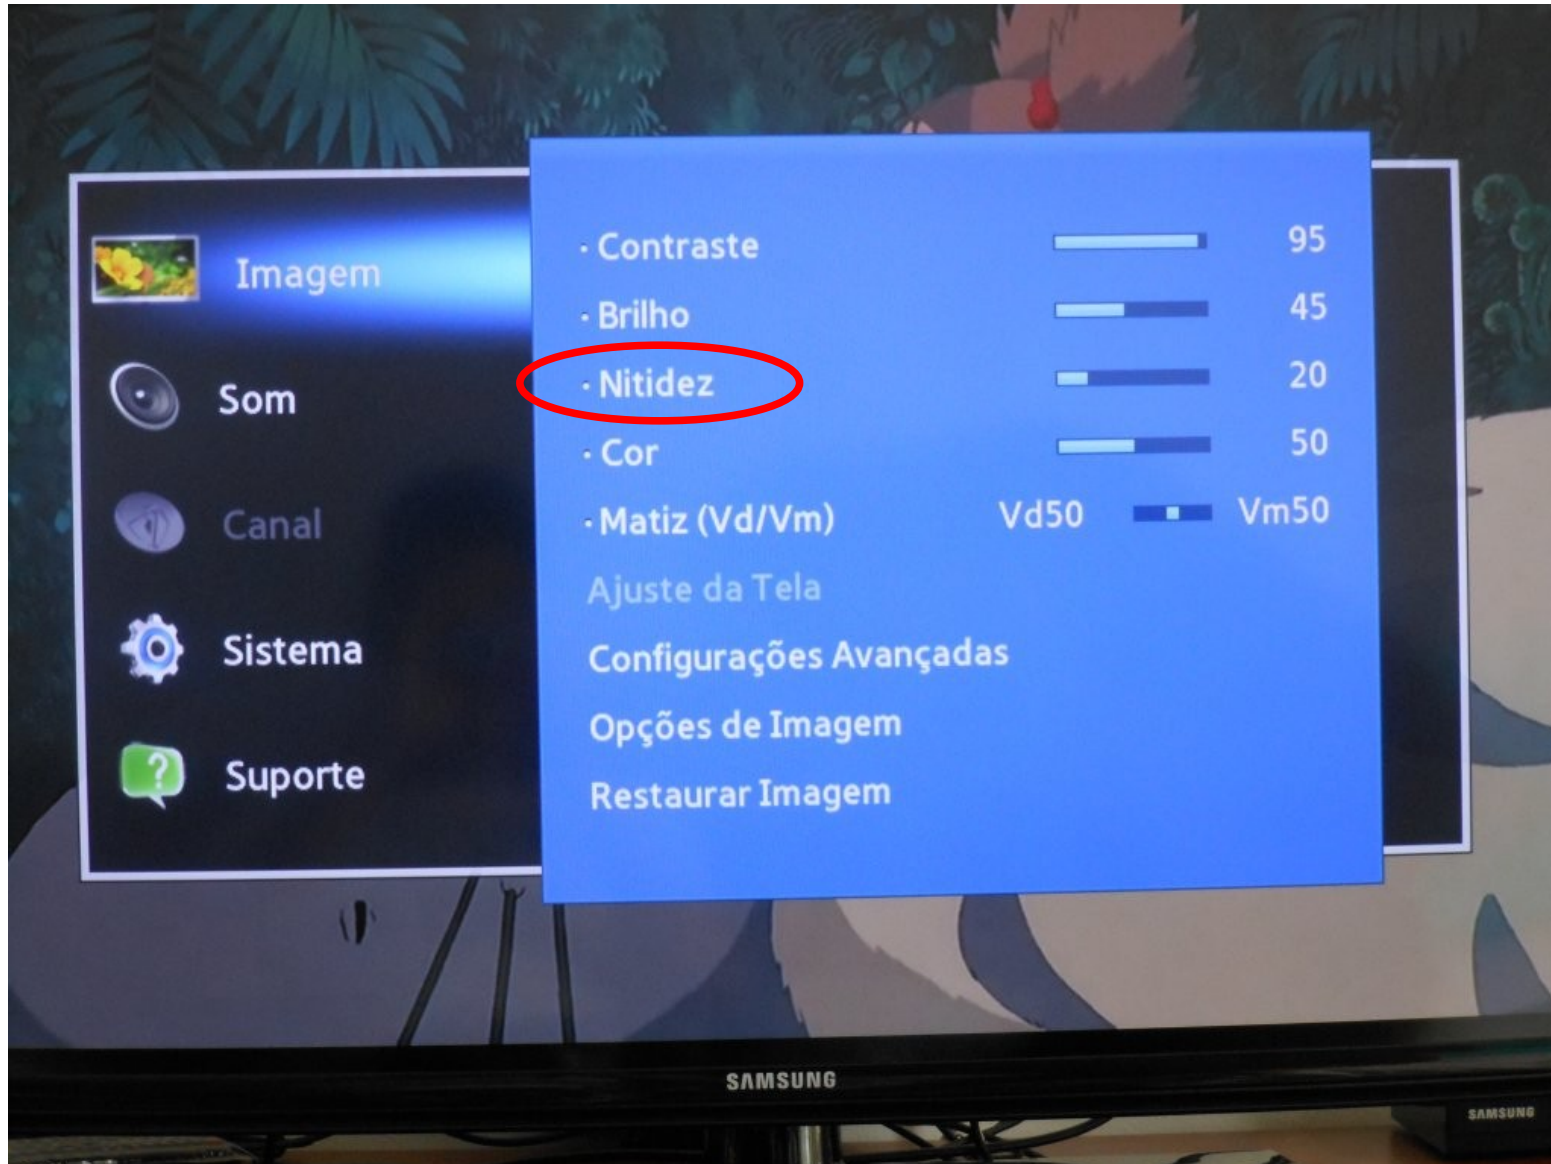 Imagem
Som
Canal
Sistema
Suporte
· Contraste 95
· Brilho 45
· Nitidez 20
· Cor 50
· Matiz (Vd/Vm) Vd50 Vm50
Ajuste da Tela
Configurações Avançadas
Opções de Imagem
Restaurar Imagem
SAMSUNG
SAMSUNG